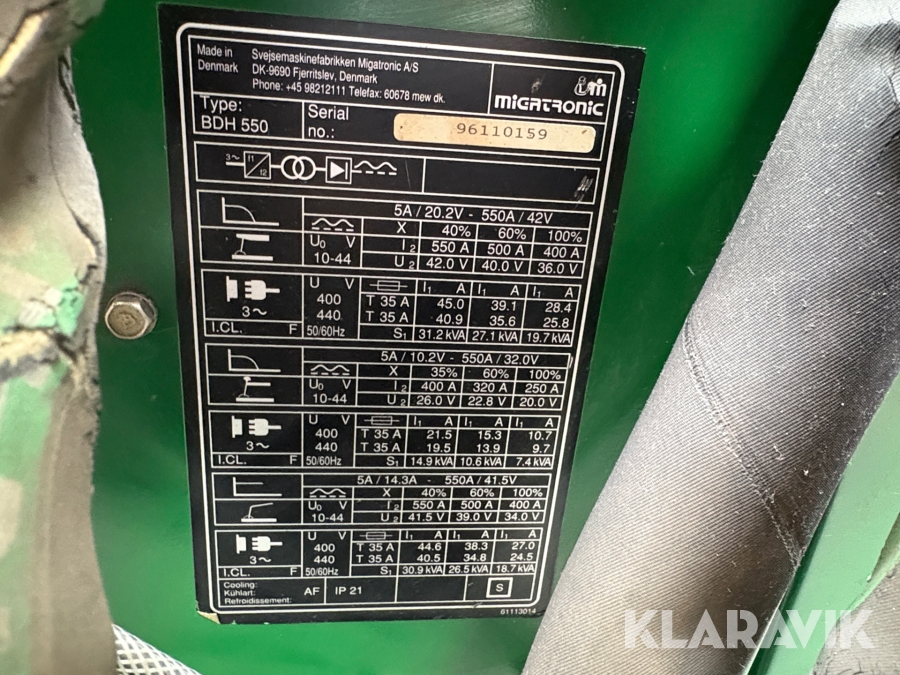 Made in Svejsemaskinefabrikken Migatronic A/S
Denmark DK-9690 Fjerritslev, Denmark
Phone: +45 98212111 Telefax: 60678 mew dk.
MIGATRONIC
Type: Serial
BDH 550 no.: 96110159
3~ f1 f2
5A / 20.2V - 550A / 42V
X 40% 60% 100%
U0 V I2 550 A 500 A 400 A
10-44 U2 42.0 V 40.0 V 36.0 V
U V I1 A I1 A I1 A
400 T 35 A 45.0 39.1 28.4
3~ 440 T 35 A 40.9 35.6 25.8
I.CL. F 50/60Hz S1 31.2 kVA 27.1 kVA 19.7 kVA
5A / 10.2V - 550A / 32.0V
X 35% 60% 100%
U0 V I2 400 A 320 A 250 A
10-44 U2 26.0 V 22.8 V 20.0 V
U V I1 A I1 A I1 A
400 T 35 A 21.5 15.3 10.7
3~ 440 T 35 A 19.5 13.9 9.7
I.CL. F 50/60Hz S1 14.9 kVA 10.6 kVA 7.4 kVA
5A / 14.3A - 550A / 41.5V
X 40% 60% 100%
U0 V I2 550 A 500 A 400 A
10-44 U2 41.5 V 39.0 V 34.0 V
U V I1 A I1 A I1 A
400 T 35 A 44.6 38.3 27.0
3~ 440 T 35 A 40.5 34.8 24.5
I.CL. F 50/60Hz S1 30.9 kVA 26.5 kVA 18.7 kVA
Cooling:
Kühlart: AF IP 21 S
Refroidissement:
61113014
KLARAVIK